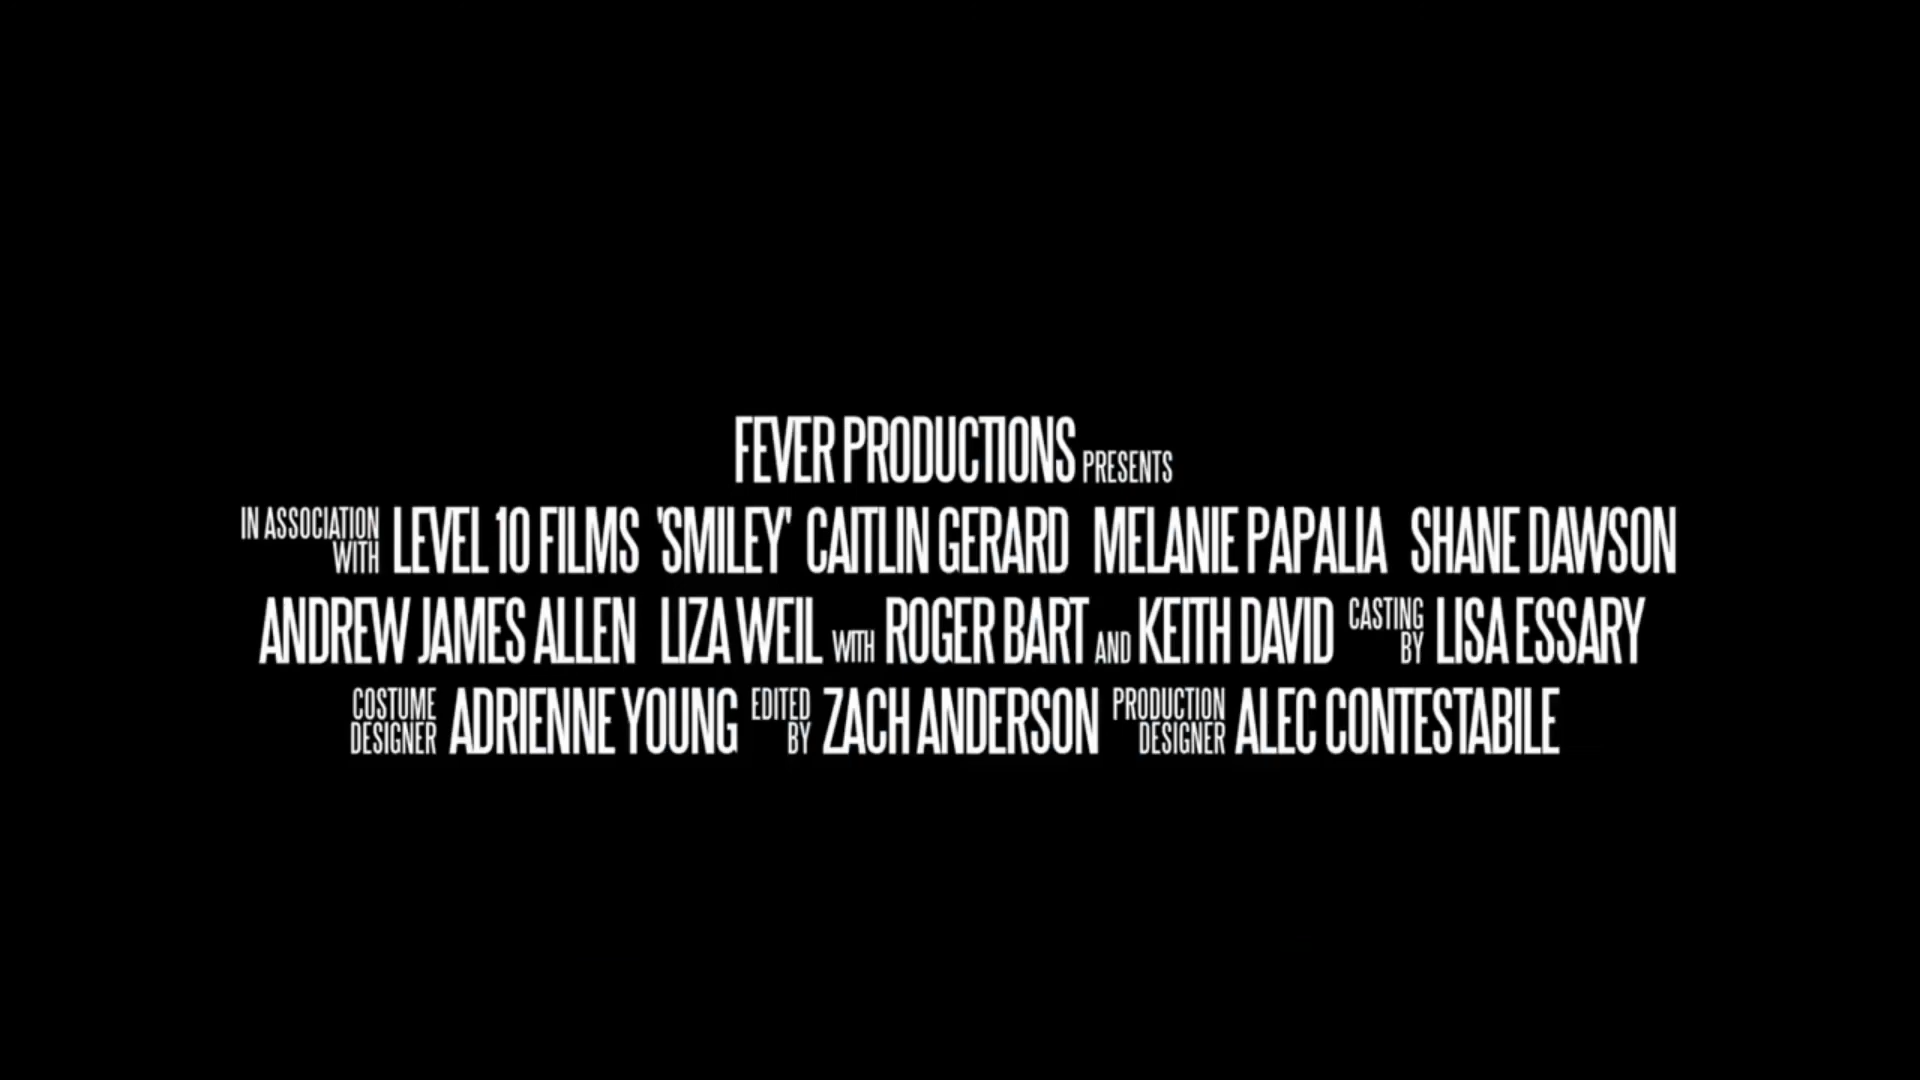 FEVER PRODUCTIONS PRESENTS
IN ASSOCIATION WITH LEVEL 10 FILMS 'SMILEY' CAITLIN GERARD MELANIE PAPALIA SHANE DAWSON
ANDREW JAMES ALLEN LIZA WEIL WITH ROGER BART AND KEITH DAVID CASTING BY LISA ESSARY
COSTUME DESIGNER ADRIENNE YOUNG EDITED BY ZACH ANDERSON PRODUCTION DESIGNER ALEC CONTESTABILE